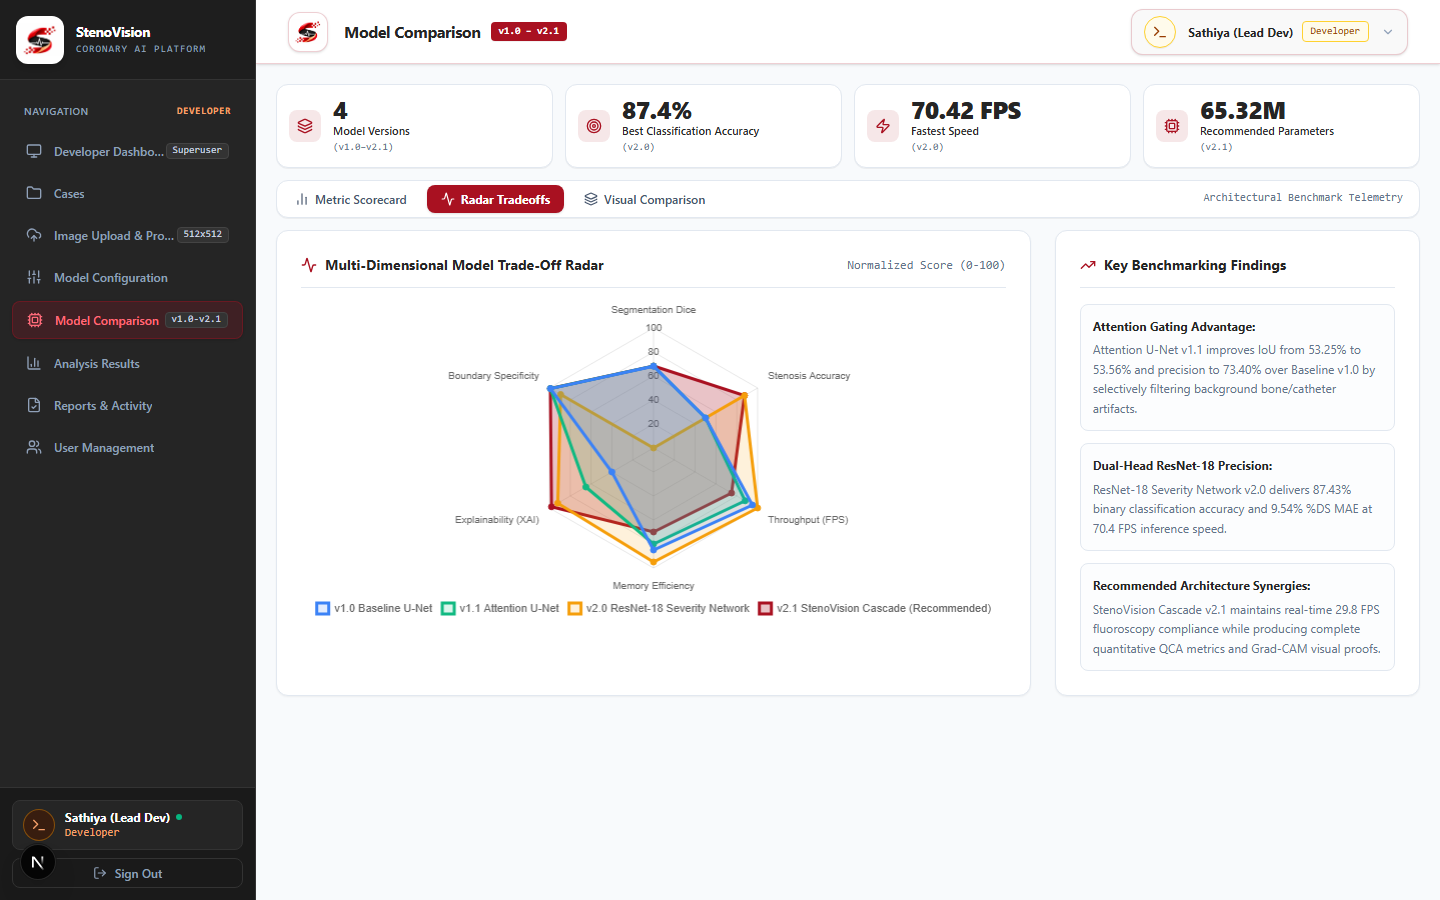 StenoVision
CORONARY AI PLATFORM
NAVIGATION DEVELOPER
Developer Dashbo... Superuser
Cases
Image Upload & Pro... 512x512
Model Configuration
Model Comparison v1.0-v2.1
Analysis Results
Reports & Activity
User Management
Sathiya (Lead Dev)
Developer
N
Sign Out
Model Comparison v1.0 – v2.1
Sathiya (Lead Dev) Developer
4
Model Versions
(v1.0–v2.1)
87.4%
Best Classification Accuracy
(v2.0)
70.42 FPS
Fastest Speed
(v2.0)
65.32M
Recommended Parameters
(v2.1)
Metric Scorecard
Radar Tradeoffs
Visual Comparison
Architectural Benchmark Telemetry
Multi-Dimensional Model Trade-Off Radar
Normalized Score (0-100)
Segmentation Dice
100
80
60
40
20
Boundary Specificity
Stenosis Accuracy
Explainability (XAI)
Throughput (FPS)
Memory Efficiency
v1.0 Baseline U-Net
v1.1 Attention U-Net
v2.0 ResNet-18 Severity Network
v2.1 StenoVision Cascade (Recommended)
Key Benchmarking Findings
Attention Gating Advantage:
Attention U-Net v1.1 improves IoU from 53.25% to
53.56% and precision to 73.40% over Baseline v1.0 by
selectively filtering background bone/catheter
artifacts.
Dual-Head ResNet-18 Precision:
ResNet-18 Severity Network v2.0 delivers 87.43%
binary classification accuracy and 9.54% %DS MAE at
70.4 FPS inference speed.
Recommended Architecture Synergies:
StenoVision Cascade v2.1 maintains real-time 29.8 FPS
fluoroscopy compliance while producing complete
quantitative QCA metrics and Grad-CAM visual proofs.